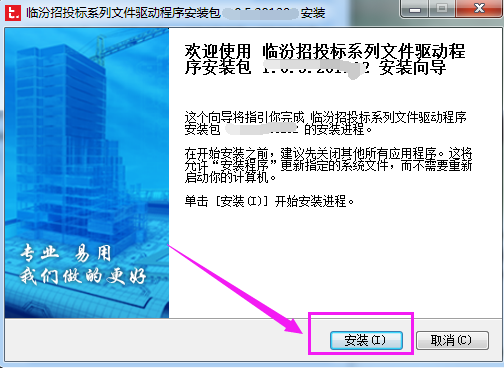 临汾招投标系列文件驱动程序安装包 安装
欢迎使用 临汾招投标系列文件驱动程
序安装包 安装向导
这个向导将指引你完成 临汾招投标系列文件驱动程序
安装包 的安装进程。
在开始安装之前，建议先关闭其他所有应用程序。这将
允许“安装程序”更新指定的系统文件，而不需要重新
启动你的计算机。
单击 [安装(I)] 开始安装进程。
专业 易用
我们做的更好
安装(I)
取消(C)